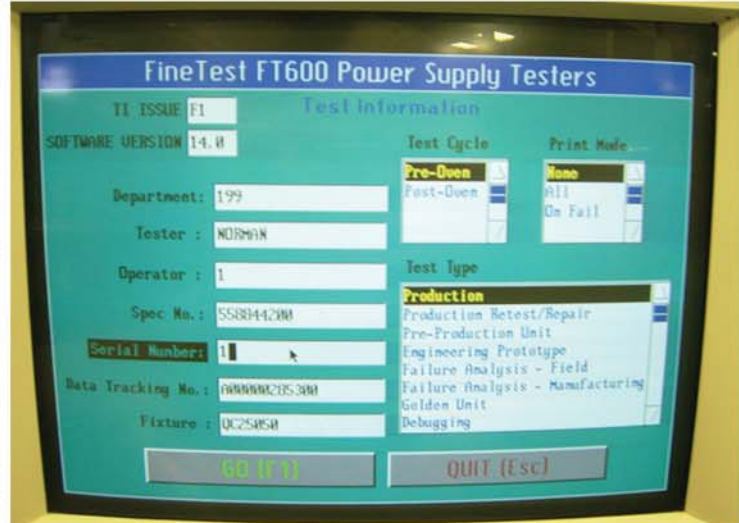 FineTest FT600 Power Supply Testers
Test Information
TI ISSUE F1
SOFTWARE VERSION 14.0
Test Cycle
Pre-Oven
Post-Oven
Print Mode
None
All
On Fail
Department: 199
Tester : NORMAN
Operator : 1
Spec No.: 558844200
Serial Number: 1
Data Tracking No.: A00000285300
Fixture : QC25050
Test Type
Production
Production Retest/Repair
Pre-Production Unit
Engineering Prototype
Failure Analysis - Field
Failure Analysis - Manufacturing
Golden Unit
Debugging
GO (F1)
QUIT (Esc)